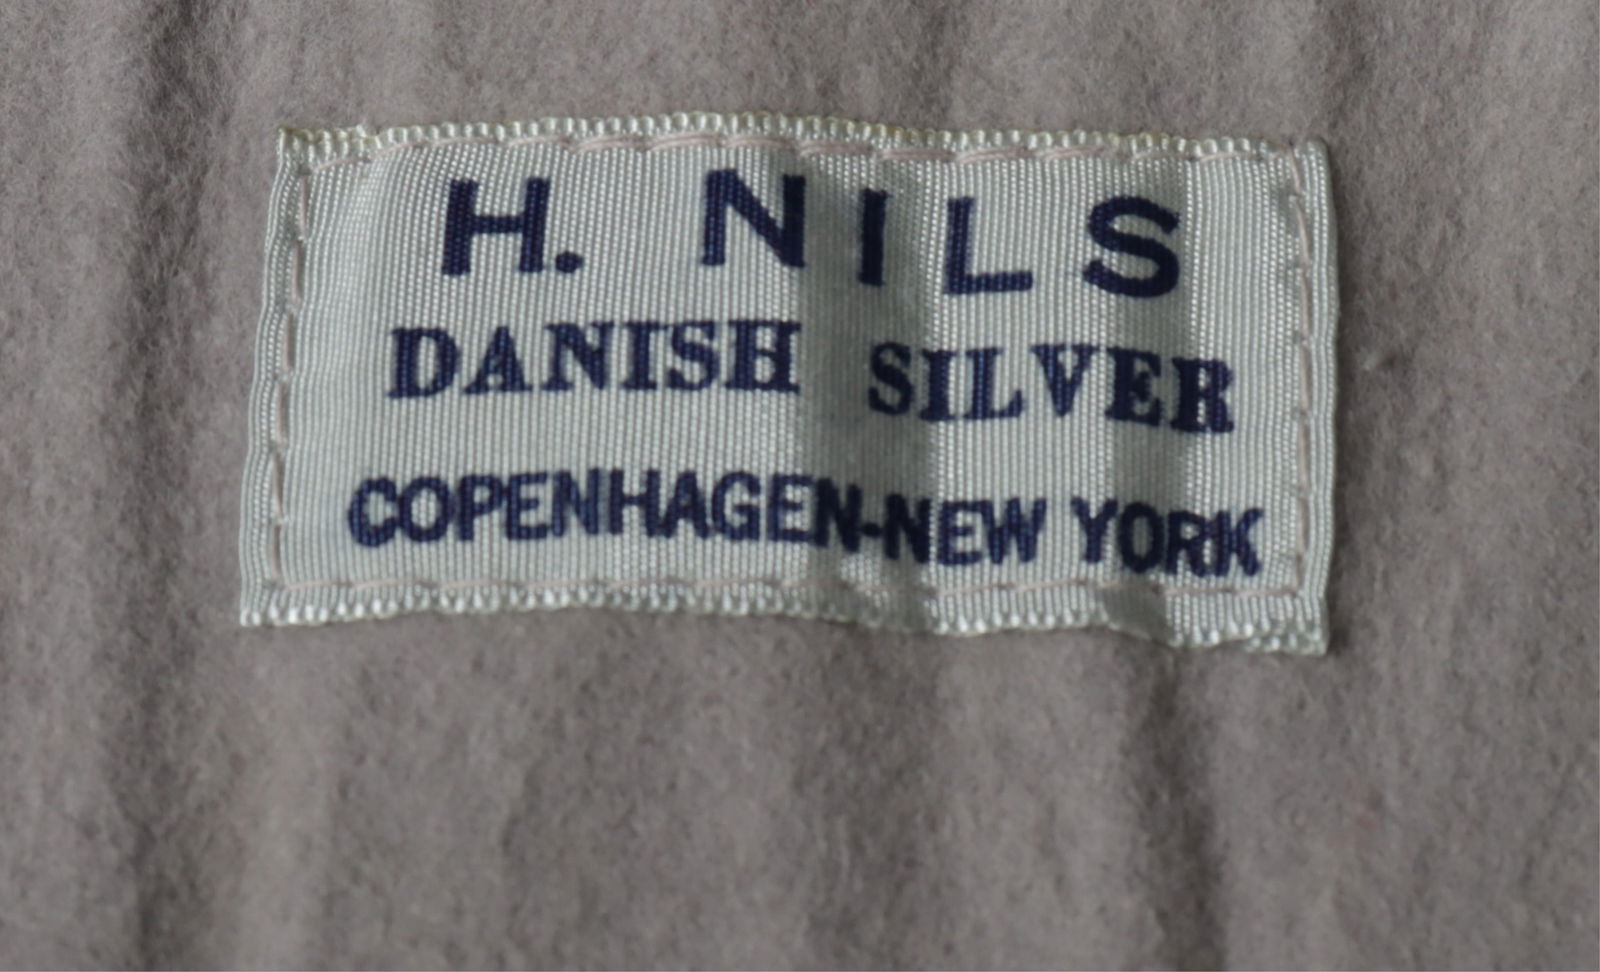 H. NILS
DANISH SILVER
COPENHAGEN-NEW YORK